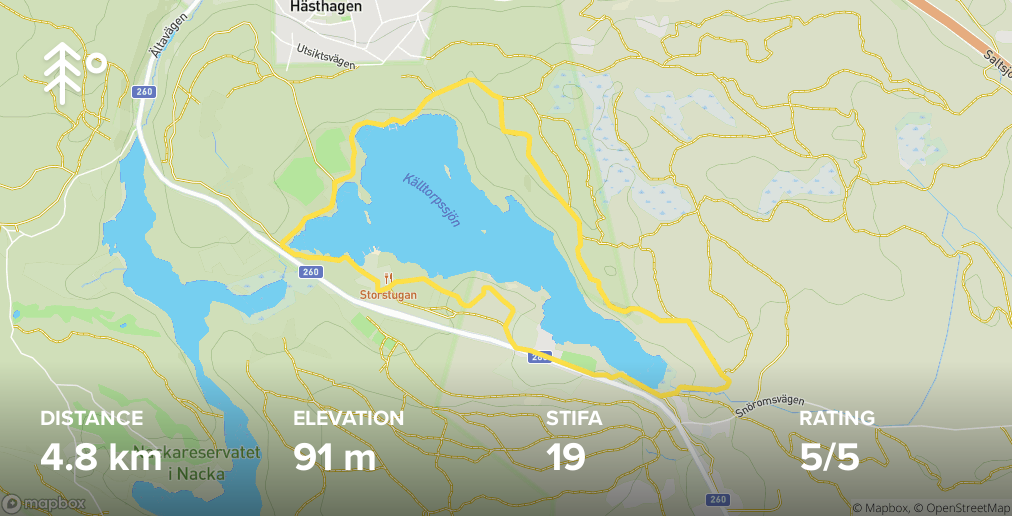 Hästhagen
Ältavägen
Utsiktsvägen
Saltsjö
260
Källtorpssjön
260
Storstugan
260
Snöromsvägen
DISTANCE
ELEVATION
STIFA
RATING
4.8 km
91 m
19
5/5
Nackareservatet
i Nacka
260
mapbox
© Mapbox, © OpenStreetMap